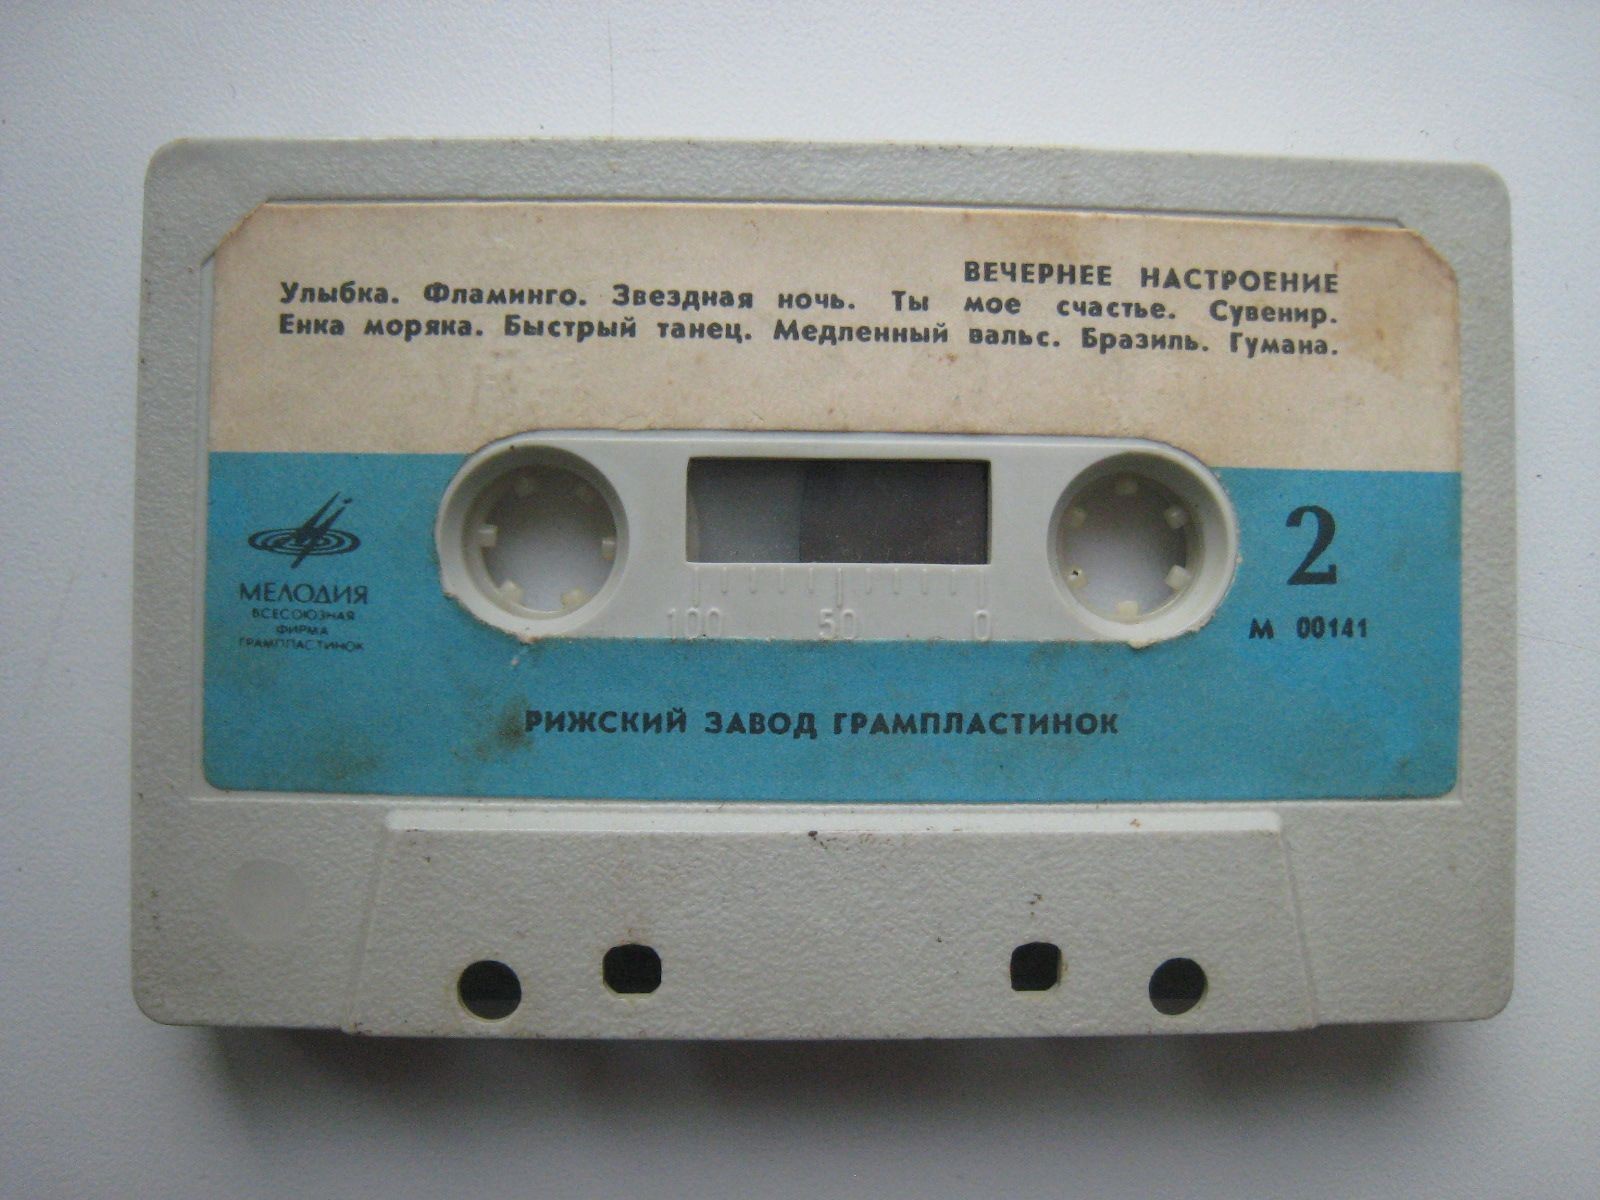 ВЕЧЕРНЕЕ НАСТРОЕНИЕ
Улыбка. Фламинго. Звездная ночь. Ты мое счастье. Сувенир.
Енка моряка. Быстрый танец. Медленный вальс. Бразиль. Гумана.
МЕЛОДИЯ
ВСЕСОЮЗНАЯ
ФИРМА
ГРАМПЛАСТИНОК
100 50 0
2
М 00141
РИЖСКИЙ ЗАВОД ГРАМПЛАСТИНОК